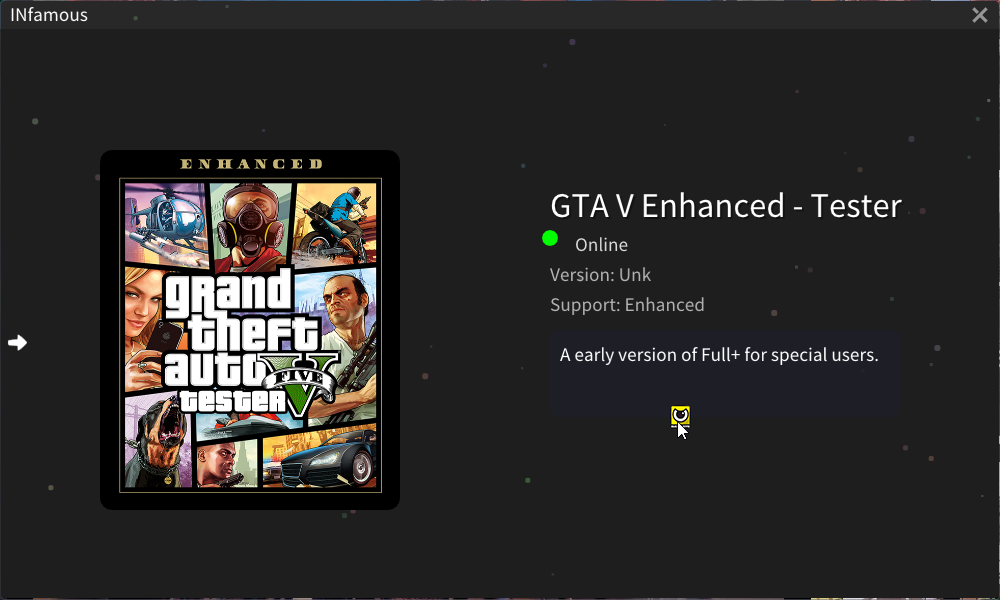 INfamous
ENHANCED
grand
theft
auto
FIVE
tester
GTA V Enhanced - Tester
Online
Version: Unk
Support: Enhanced
A early version of Full+ for special users.